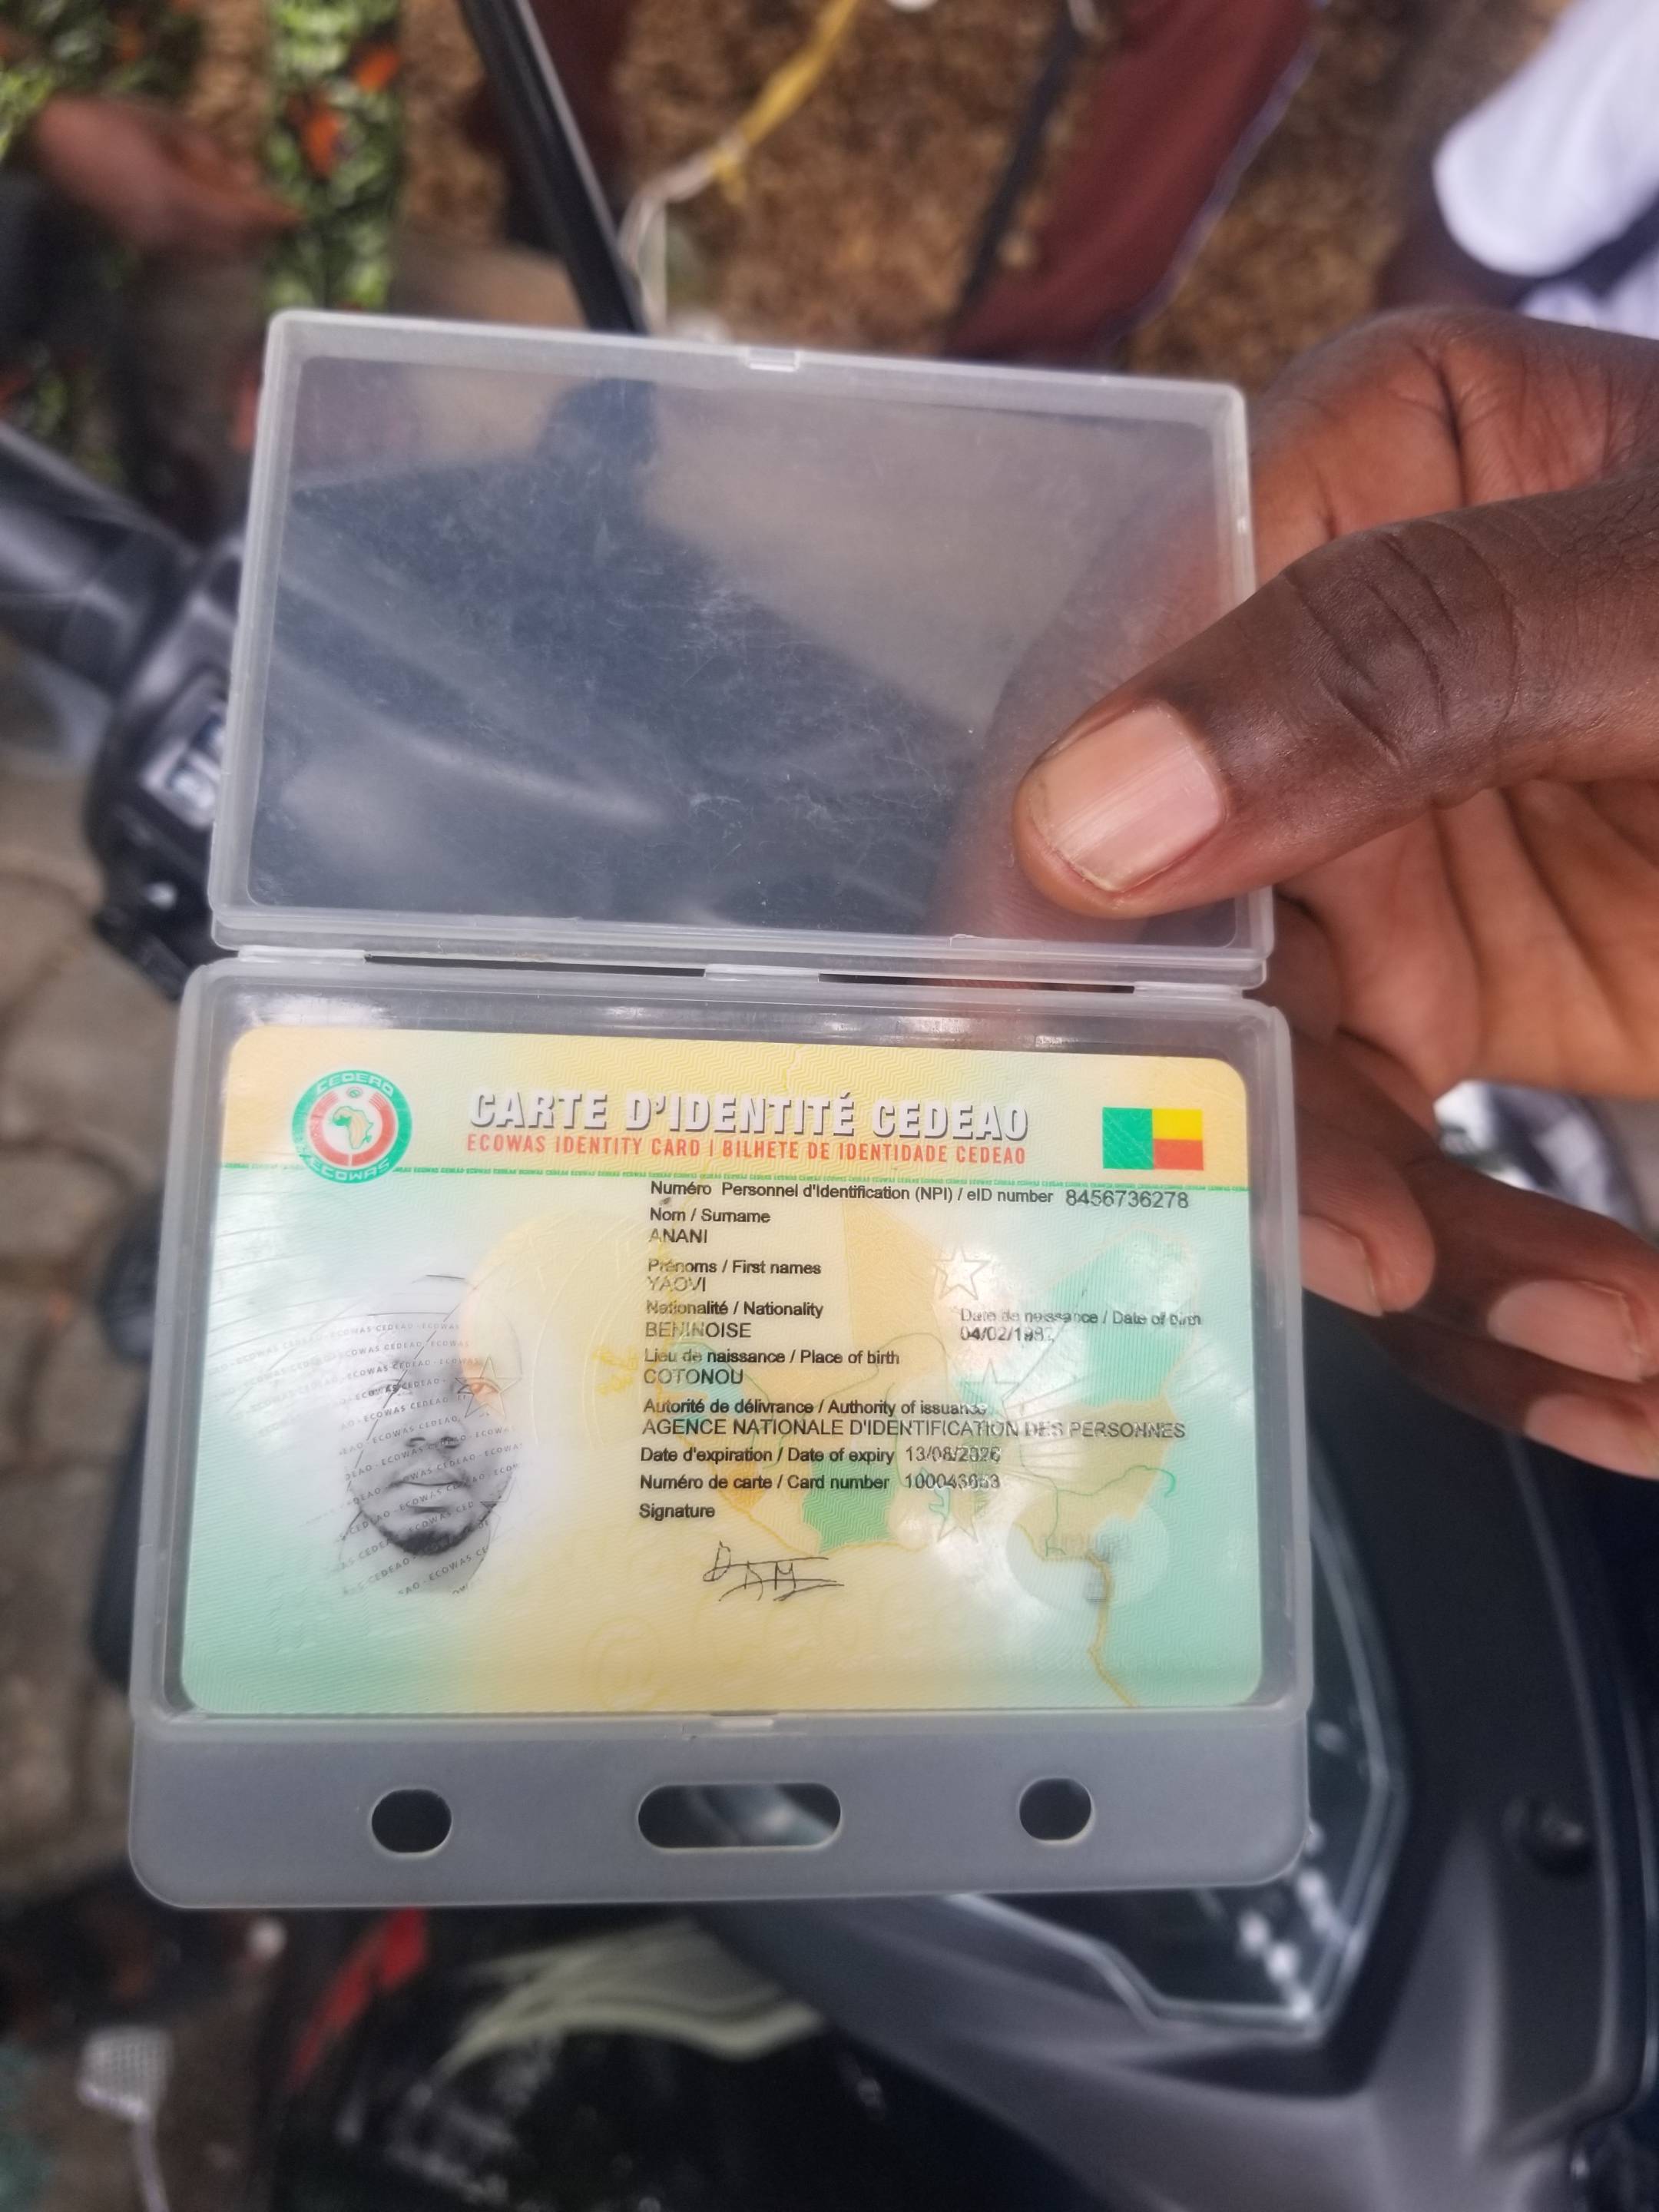 CEDEAO
ECOWAS
CARTE D'IDENTITÉ CEDEAO
ECOWAS IDENTITY CARD | BILHETE DE IDENTIDADE CEDEAO
Numéro Personnel d'Identification (NPI) / eID number 8456736278
Nom / Surname
ANANI
Prénoms / First names
YAOVI
Nationalité / Nationality
BENINOISE
Date de naissance / Date of birth
04/02/1982
Lieu de naissance / Place of birth
COTONOU
Autorité de délivrance / Authority of issuance
AGENCE NATIONALE D'IDENTIFICATION DES PERSONNES
Date d'expiration / Date of expiry 13/08/2026
Numéro de carte / Card number
Signature